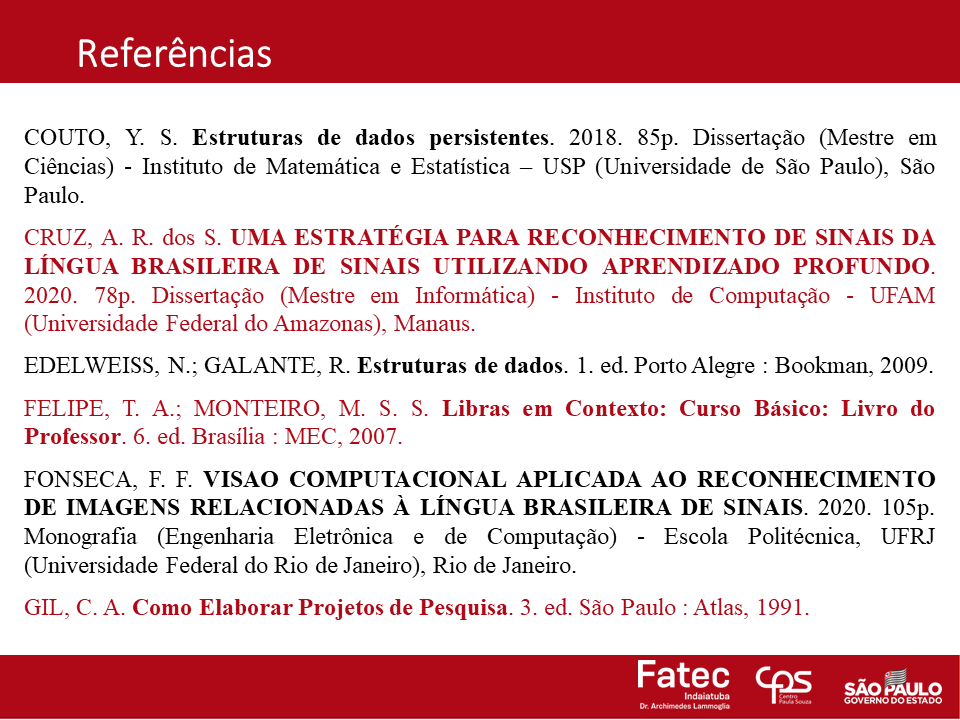 Referências
COUTO, Y. S. Estruturas de dados persistentes. 2018. 85p. Dissertação (Mestre em
Ciências) - Instituto de Matemática e Estatística – USP (Universidade de São Paulo), São
Paulo.
CRUZ, A. R. dos S. UMA ESTRATÉGIA PARA RECONHECIMENTO DE SINAIS DA
LÍNGUA BRASILEIRA DE SINAIS UTILIZANDO APRENDIZADO PROFUNDO.
2020. 78p. Dissertação (Mestre em Informática) - Instituto de Computação - UFAM
(Universidade Federal do Amazonas), Manaus.
EDELWEISS, N.; GALANTE, R. Estruturas de dados. 1. ed. Porto Alegre : Bookman, 2009.
FELIPE, T. A.; MONTEIRO, M. S. S. Libras em Contexto: Curso Básico: Livro do
Professor. 6. ed. Brasília : MEC, 2007.
FONSECA, F. F. VISAO COMPUTACIONAL APLICADA AO RECONHECIMENTO
DE IMAGENS RELACIONADAS À LÍNGUA BRASILEIRA DE SINAIS. 2020. 105p.
Monografia (Engenharia Eletrônica e de Computação) - Escola Politécnica, UFRJ
(Universidade Federal do Rio de Janeiro), Rio de Janeiro.
GIL, C. A. Como Elaborar Projetos de Pesquisa. 3. ed. São Paulo : Atlas, 1991.
Fatec
Indaiatuba
Dr. Archimedes Lammoglia
CPS
Centro
Paula Souza
SÃO PAULO
GOVERNO DO ESTADO